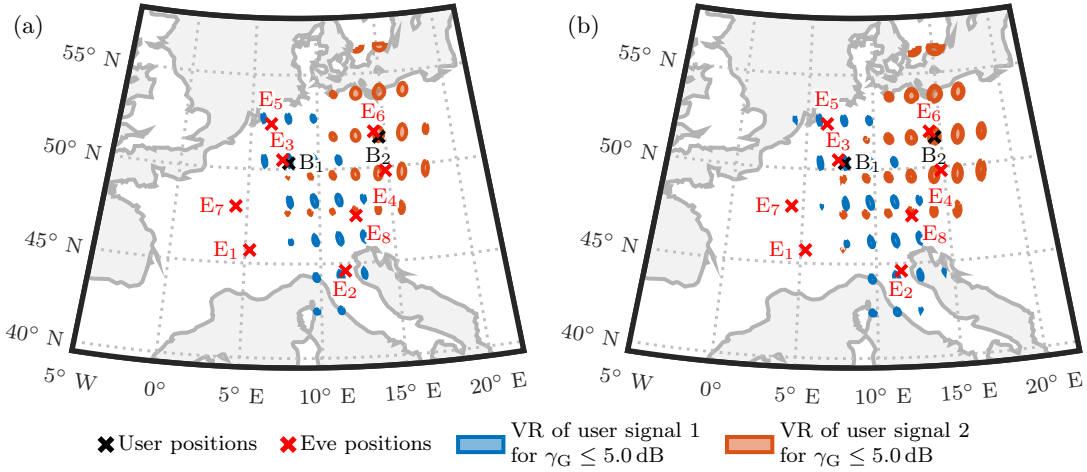 (a)
55° N
50° N
45° N
40° N
5° W
0°
5° E
10° E
15° E
20° E
E₅
E₃
B₁
E₆
B₂
E₇
E₄
E₁
E₈
E₂
(b)
55° N
50° N
45° N
40° N
5° W
0°
5° E
10° E
15° E
20° E
E₅
E₃
B₁
E₆
B₂
E₇
E₄
E₁
E₈
E₂
User positions
Eve positions
VR of user signal 1
for γG ≤ 5.0 dB
VR of user signal 2
for γG ≤ 5.0 dB